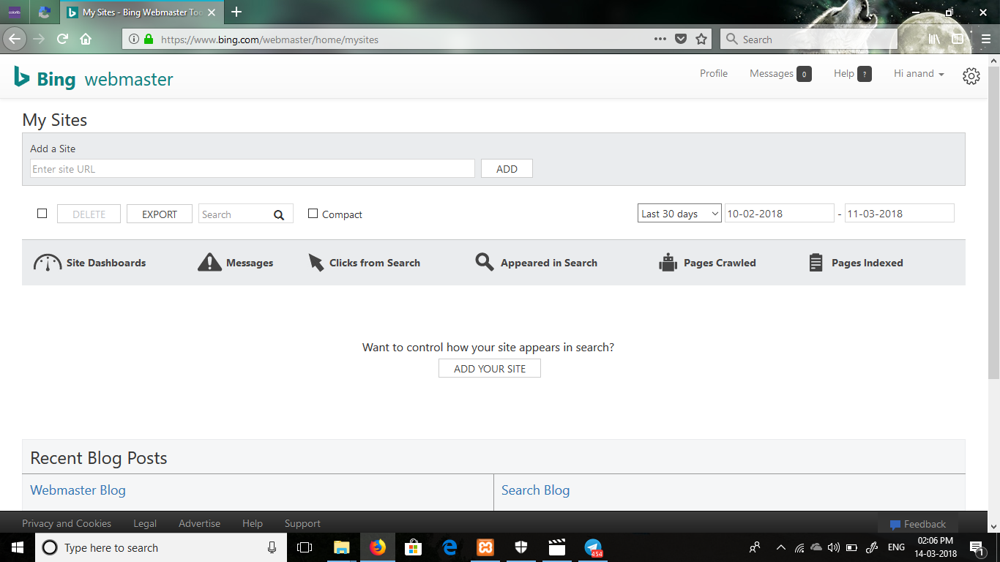 colorlib
My Sites - Bing Webmaster Too
https://www.bing.com/webmaster/home/mysites
Search
Bing webmaster
Profile Messages 0 Help ? Hi anand
My Sites
Add a Site
Enter site URL ADD
DELETE EXPORT Search Compact Last 30 days 10-02-2018 - 11-03-2018
Site Dashboards Messages Clicks from Search Appeared in Search Pages Crawled Pages Indexed
Want to control how your site appears in search?
ADD YOUR SITE
Recent Blog Posts
Webmaster Blog Search Blog
Privacy and Cookies Legal Advertise Help Support Feedback
Type here to search
454
ENG
02:06 PM
14-03-2018
1